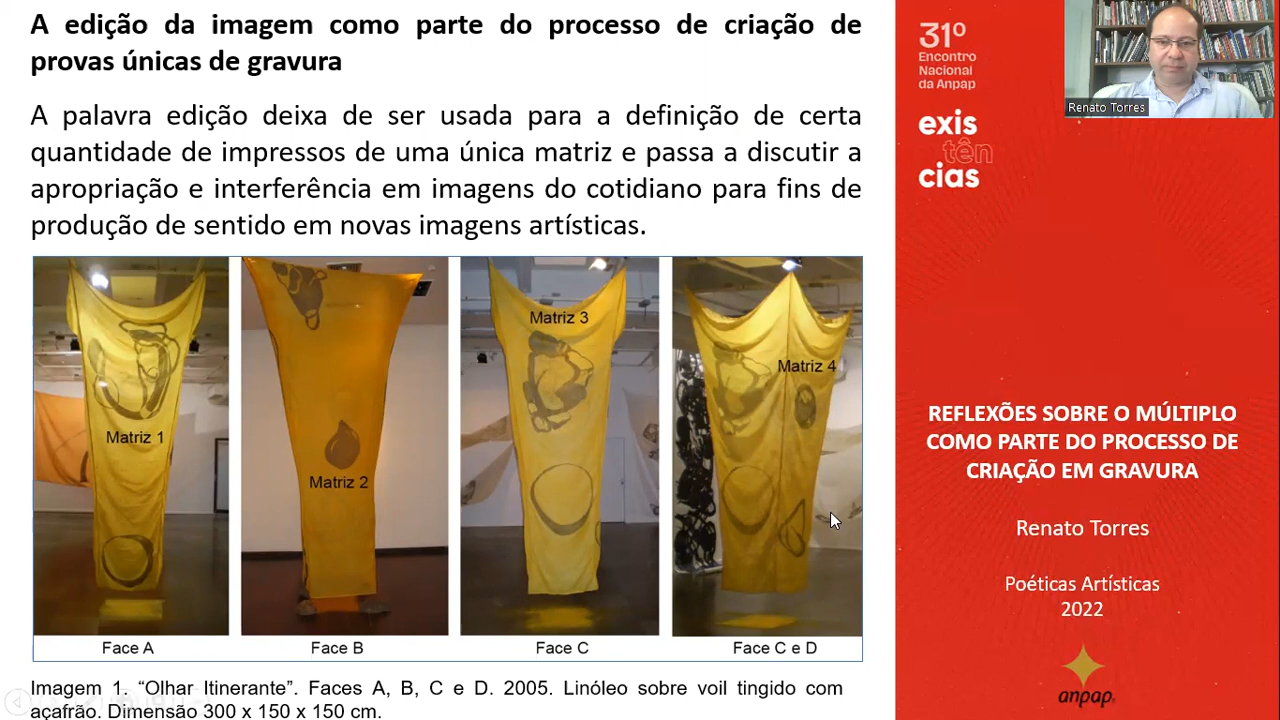 A edição da imagem como parte do processo de criação de
provas únicas de gravura
A palavra edição deixa de ser usada para a definição de certa
quantidade de impressos de uma única matriz e passa a discutir a
apropriação e interferência em imagens do cotidiano para fins de
produção de sentido em novas imagens artísticas.
Matriz 1
Matriz 2
Matriz 3
Matriz 4
Face A
Face B
Face C
Face C e D
Imagem 1. “Olhar Itinerante”. Faces A, B, C e D. 2005. Linóleo sobre voil tingido com
açafrão. Dimensão 300 x 150 x 150 cm.
31º
Encontro
Nacional
da Anpap
exis
tên
cias
Renato Torres
REFLEXÕES SOBRE O MÚLTIPLO
COMO PARTE DO PROCESSO DE
CRIAÇÃO EM GRAVURA
Renato Torres
Poéticas Artísticas
2022
anpap